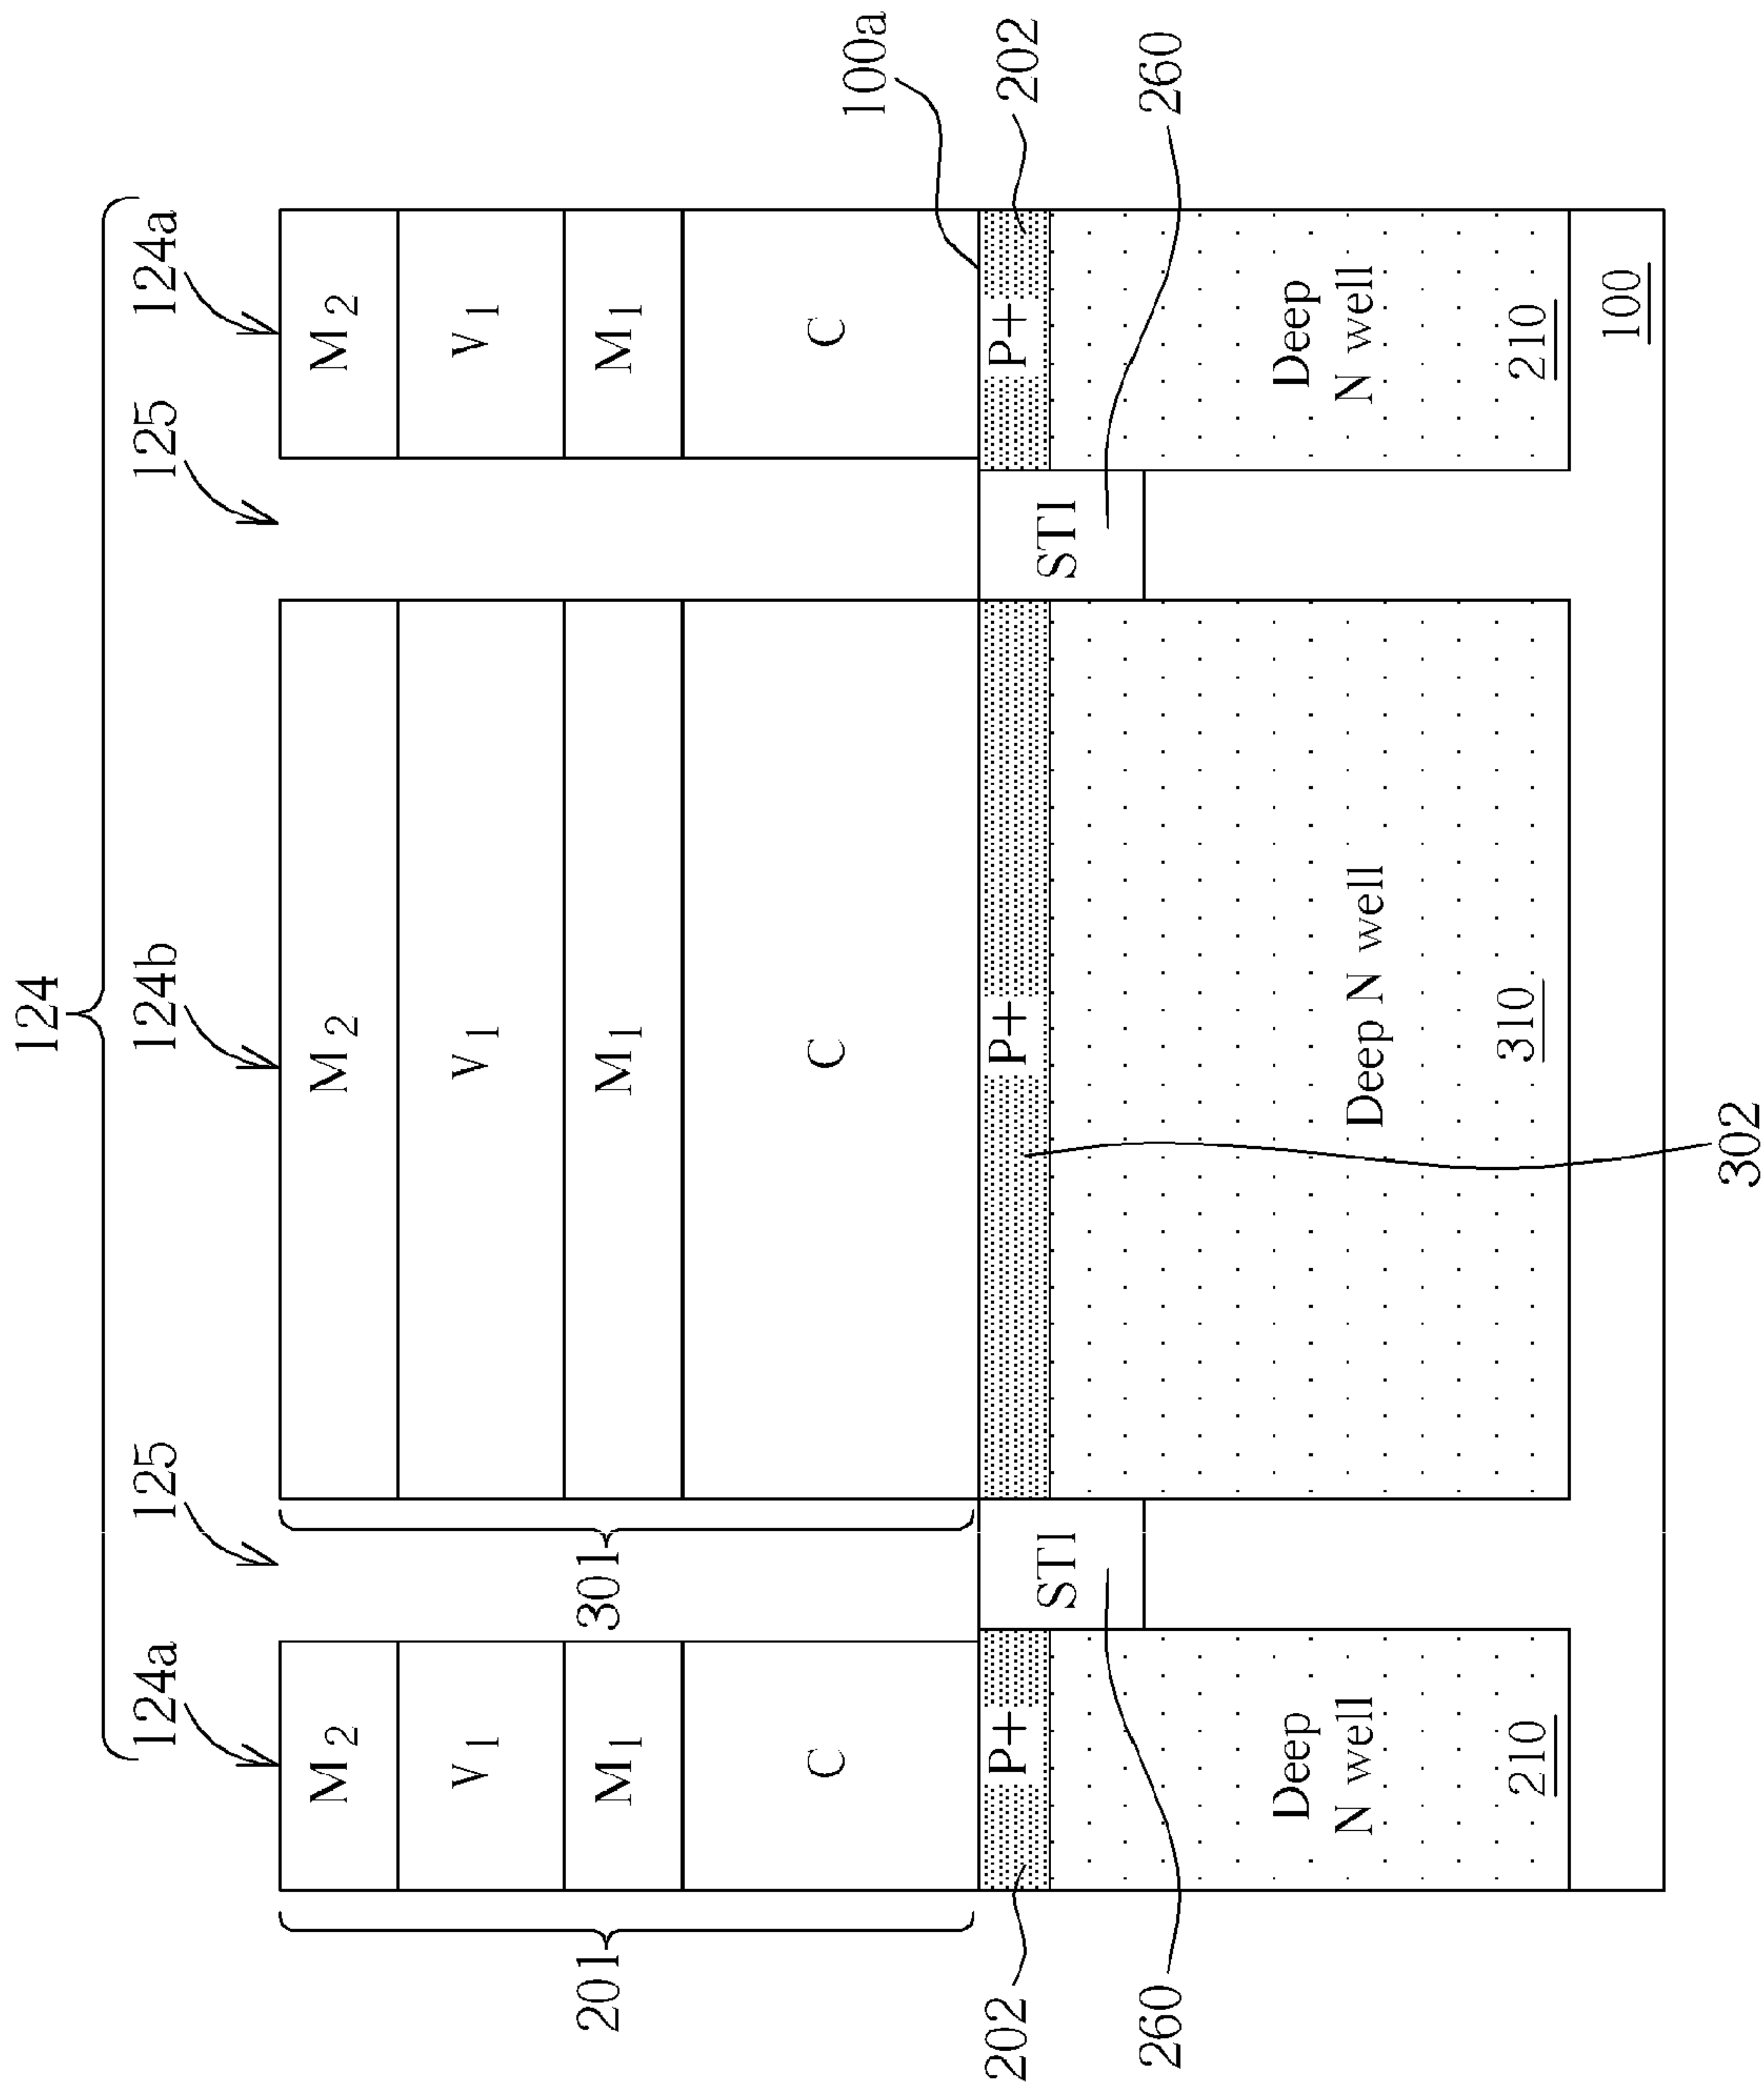 124
124a
125
124b
125
124a
M2
M2
M2
V1
V1
V1
M1
M1
M1
201
301
C
C
C
100a
202
P+
P+
P+
202
260
STI
STI
260
Deep
N well
Deep N well
Deep
N well
210
310
210
100
302